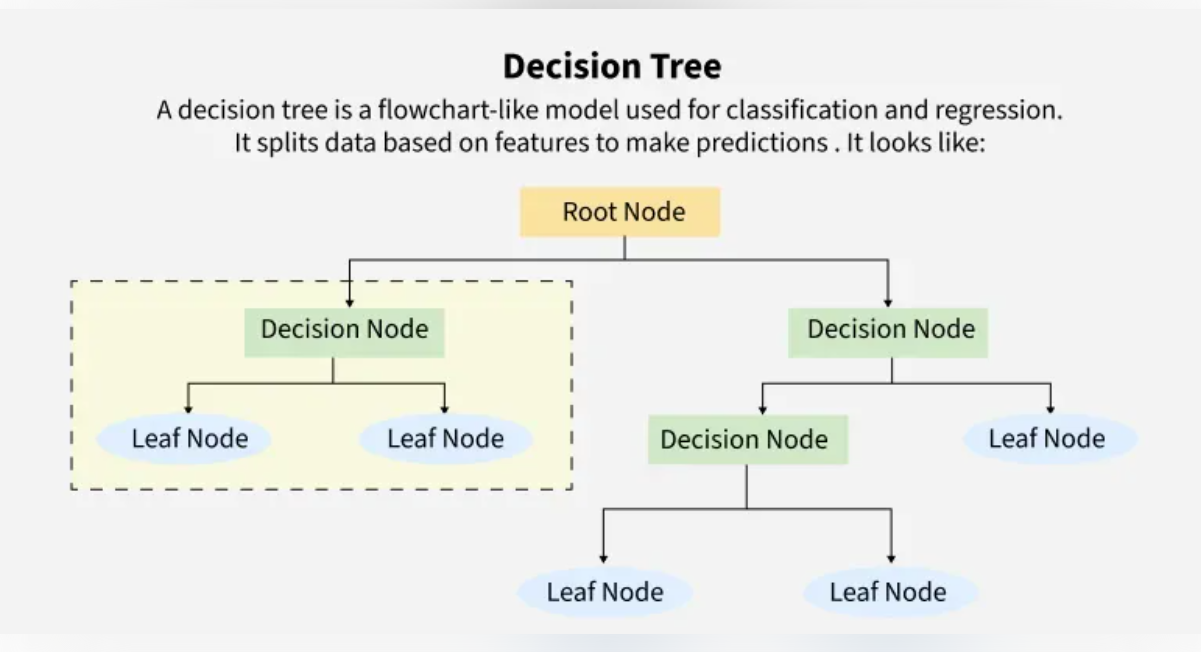 Decision Tree
A decision tree is a flowchart-like model used for classification and regression.
It splits data based on features to make predictions . It looks like:
Root Node
Decision Node
Decision Node
Leaf Node
Leaf Node
Decision Node
Leaf Node
Leaf Node
Leaf Node